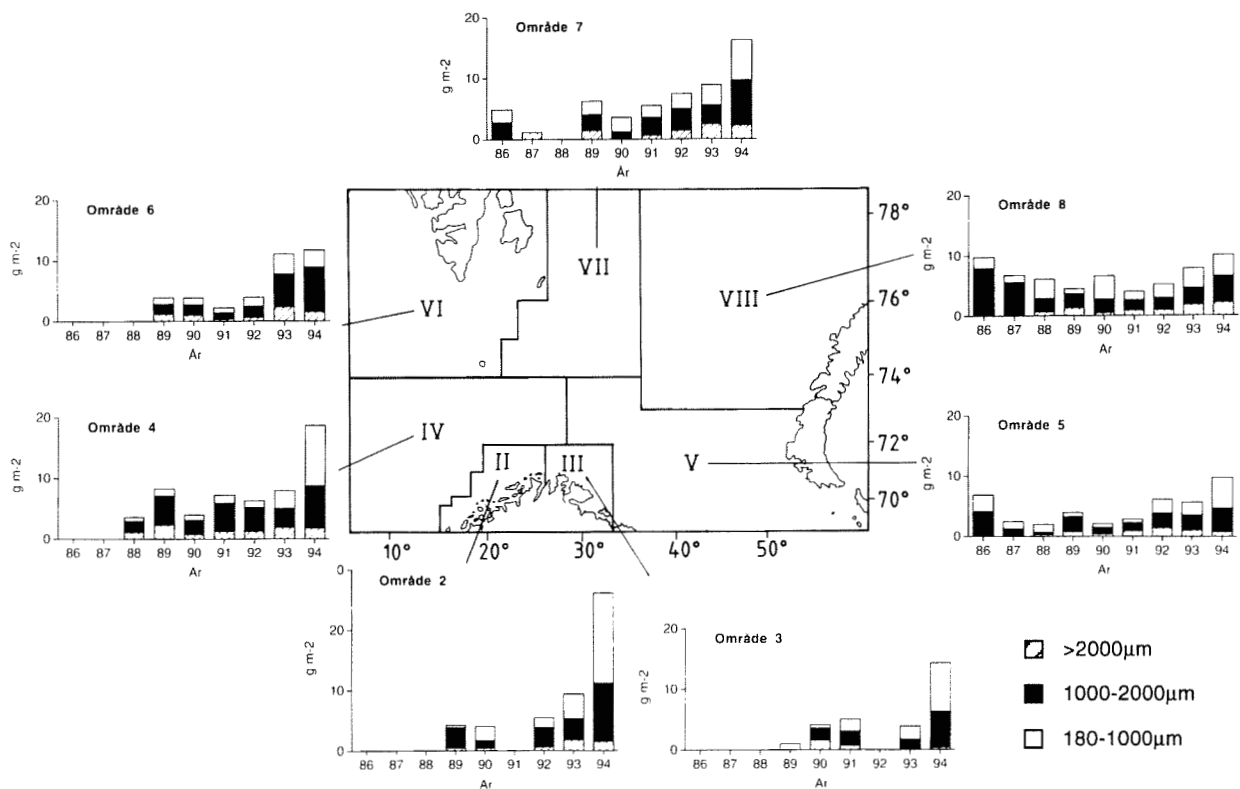 20
Område 7
10
g m-2
0
86 87 88 89 90 91 92 93 94
År
20
Område 6
10
g m-2
0
86 87 88 89 90 91 92 93 94
År
20
Område 8
10
g m-2
0
86 87 88 89 90 91 92 93 94
Ar
VI
VII
VIII
IV
II
III
V
78°
76°
74°
72°
70°
10° 20° 30° 40° 50°
20
Område 4
10
g m-2
0
86 87 88 89 90 91 92 93 94
År
20
Område 5
10
g m-2
0
86 87 88 89 90 91 92 93 94
Ar
0
Område 2
20
g m-2
10
0
86 87 88 89 90 91 92 93 94
Ar
20
Område 3
10
g m-2
0
86 87 88 89 90 91 92 93 94
Ar
>2000µm
1000-2000µm
180-1000µm